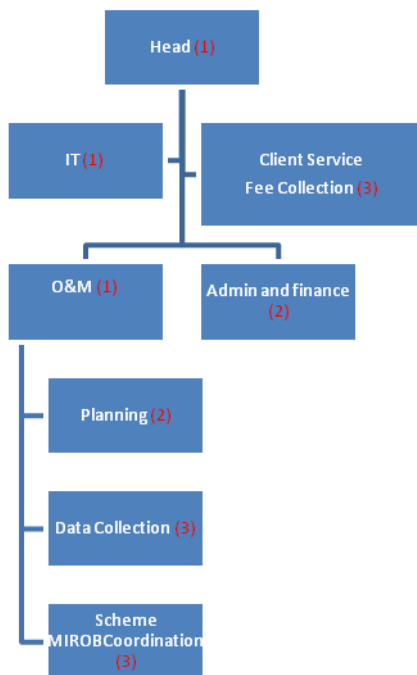 Head (1)
IT (1)
Client Service
Fee Collection (3)
O&M (1)
Admin and finance
(2)
Planning (2)
Data Collection (3)
Scheme
MIROBCoordination
(3)